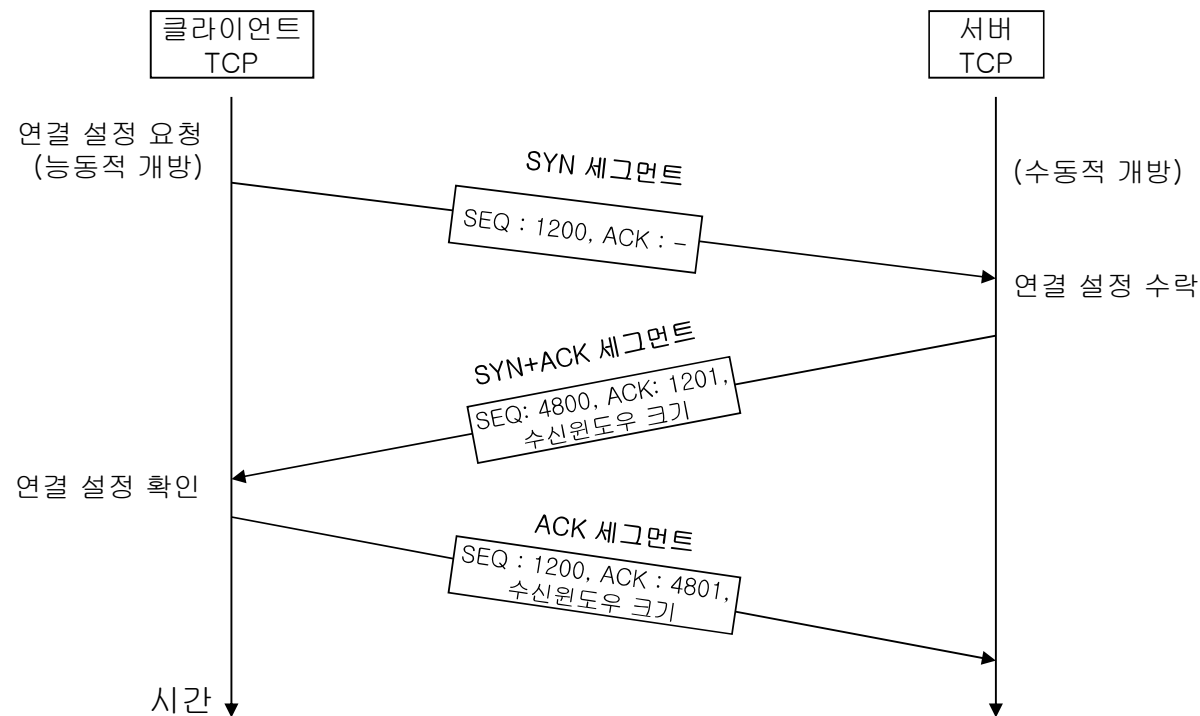 클라이언트
TCP
서버
TCP
연결 설정 요청
(능동적 개방)
SYN 세그먼트
(수동적 개방)
SEQ : 1200, ACK : -
연결 설정 수락
SYN+ACK 세그먼트
SEQ: 4800, ACK: 1201,
수신윈도우 크기
연결 설정 확인
ACK 세그먼트
SEQ : 1200, ACK : 4801,
수신윈도우 크기
시간